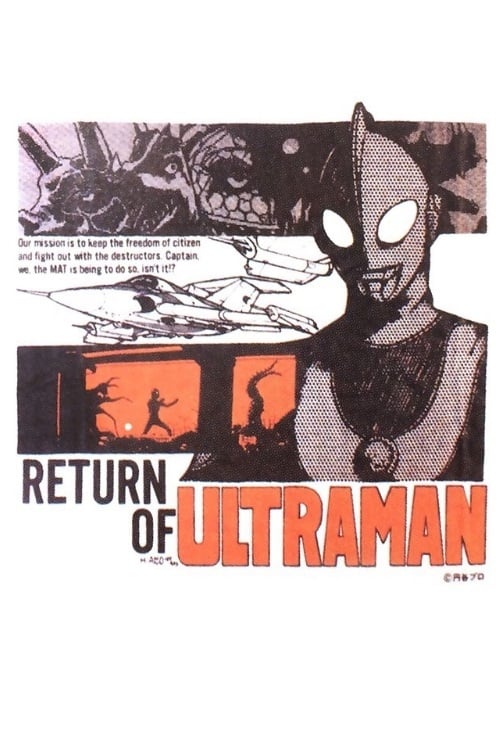 Our mission is to keep the freedom of citizen
and fight out with the destructors. Captain,
we, the MAT is being to do so, isn't it!?
RETURN
OF ULTRAMAN
©円谷プロ